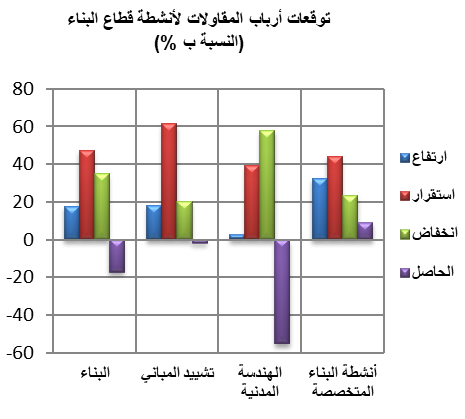 توقعات أرباب المقاولات لأنشطة قطاع البناء
(النسبة ب %)
80
60
40
20
0
-20
-40
-60
البناء
تشييد المباني
الهندسة
المدنية
أنشطة البناء
المتخصصة
ارتفاع
استقرار
انخفاض
الحاصل